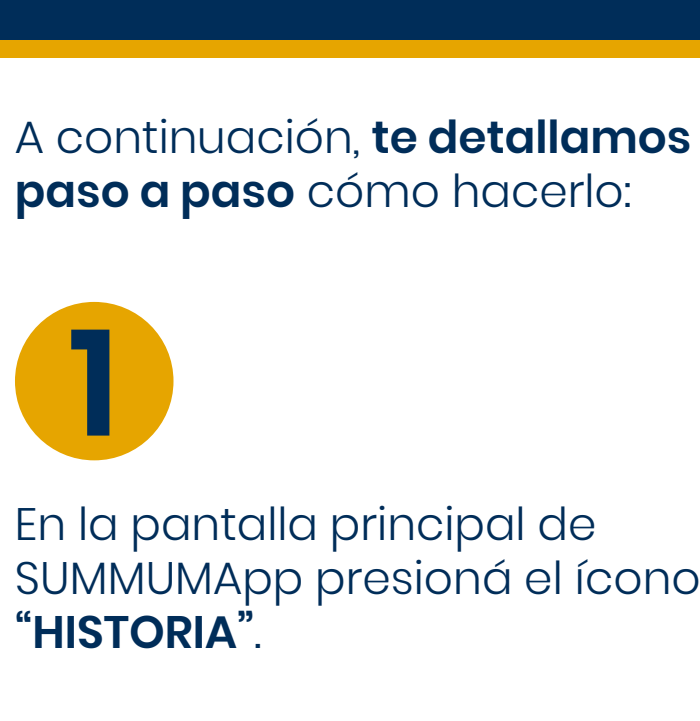 A continuación, te detallamos
paso a paso cómo hacerlo:
1
En la pantalla principal de
SUMMUMApp presioná el ícono
“HISTORIA”.